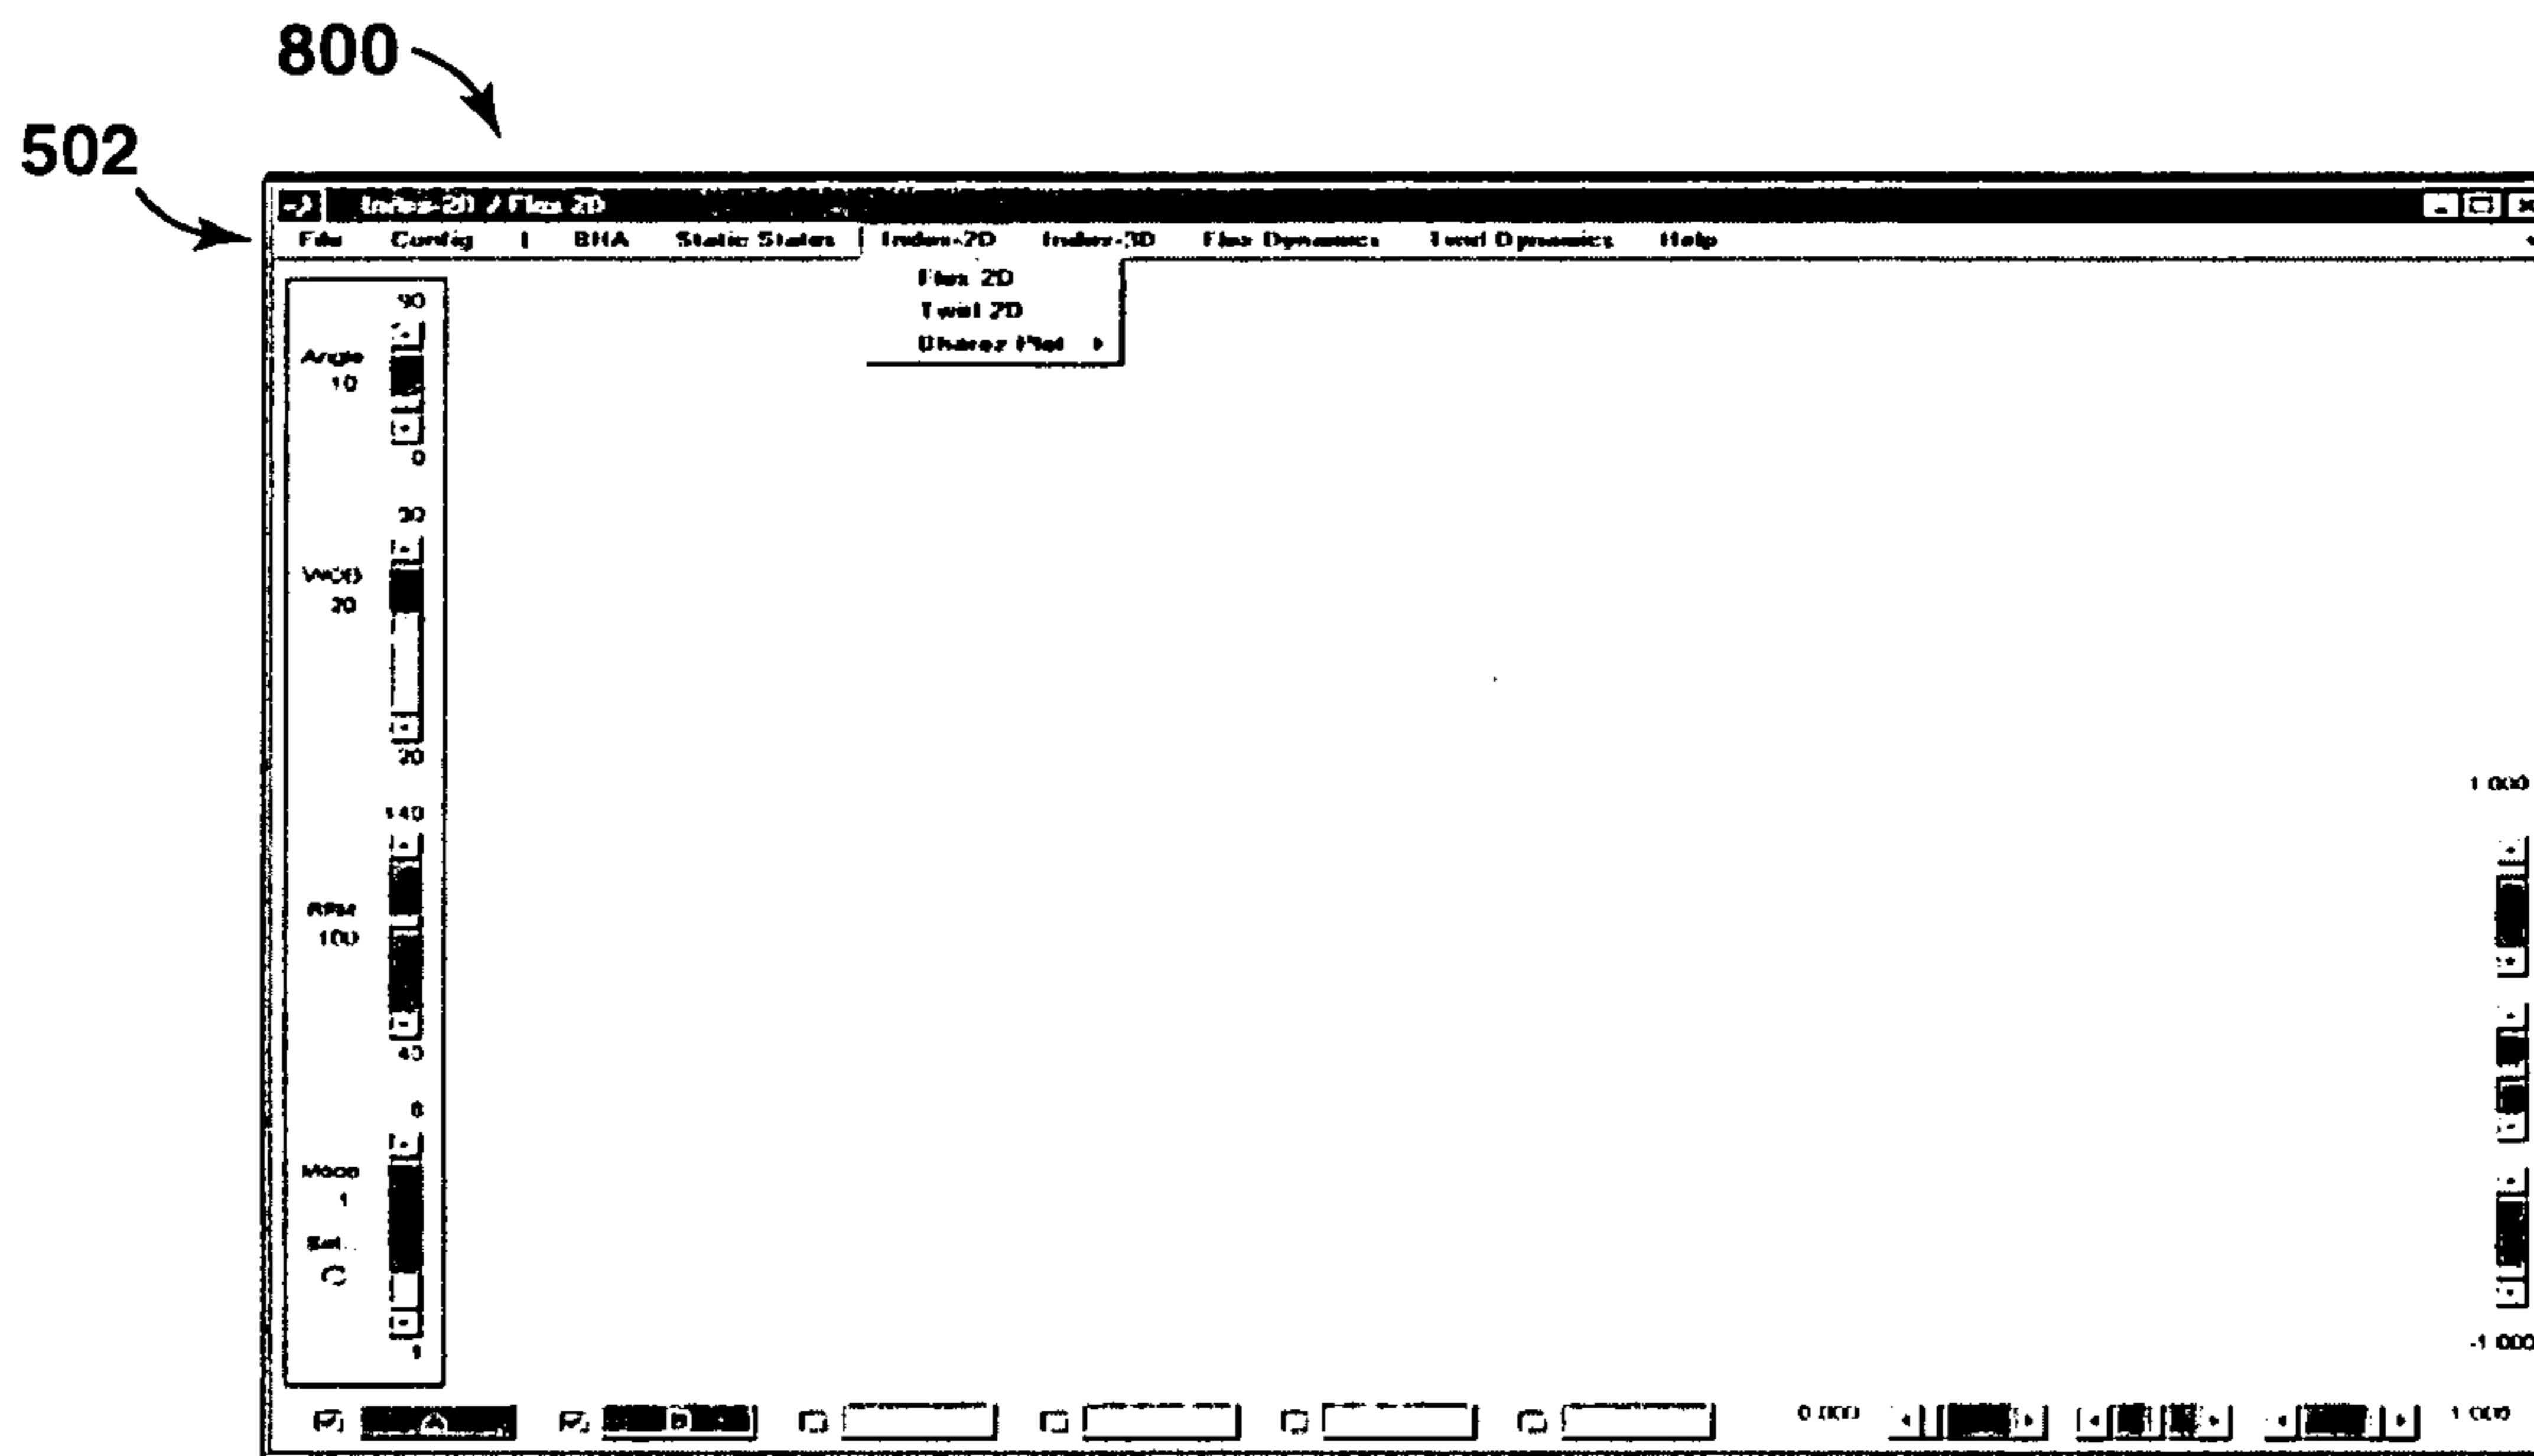 800
502
Index-2D / Flex 2D
File Config | BHA Static States Index-2D Index-3D Flex Dynamics Twirl Dynamics Help
Flex 2D
Twirl 2D
Plot
90
Angle
10
0
30
WOB
20
140
RPM
100
40
6
Mode
1
Sel
1
A B
0.000 1.000
1.000
-1.000